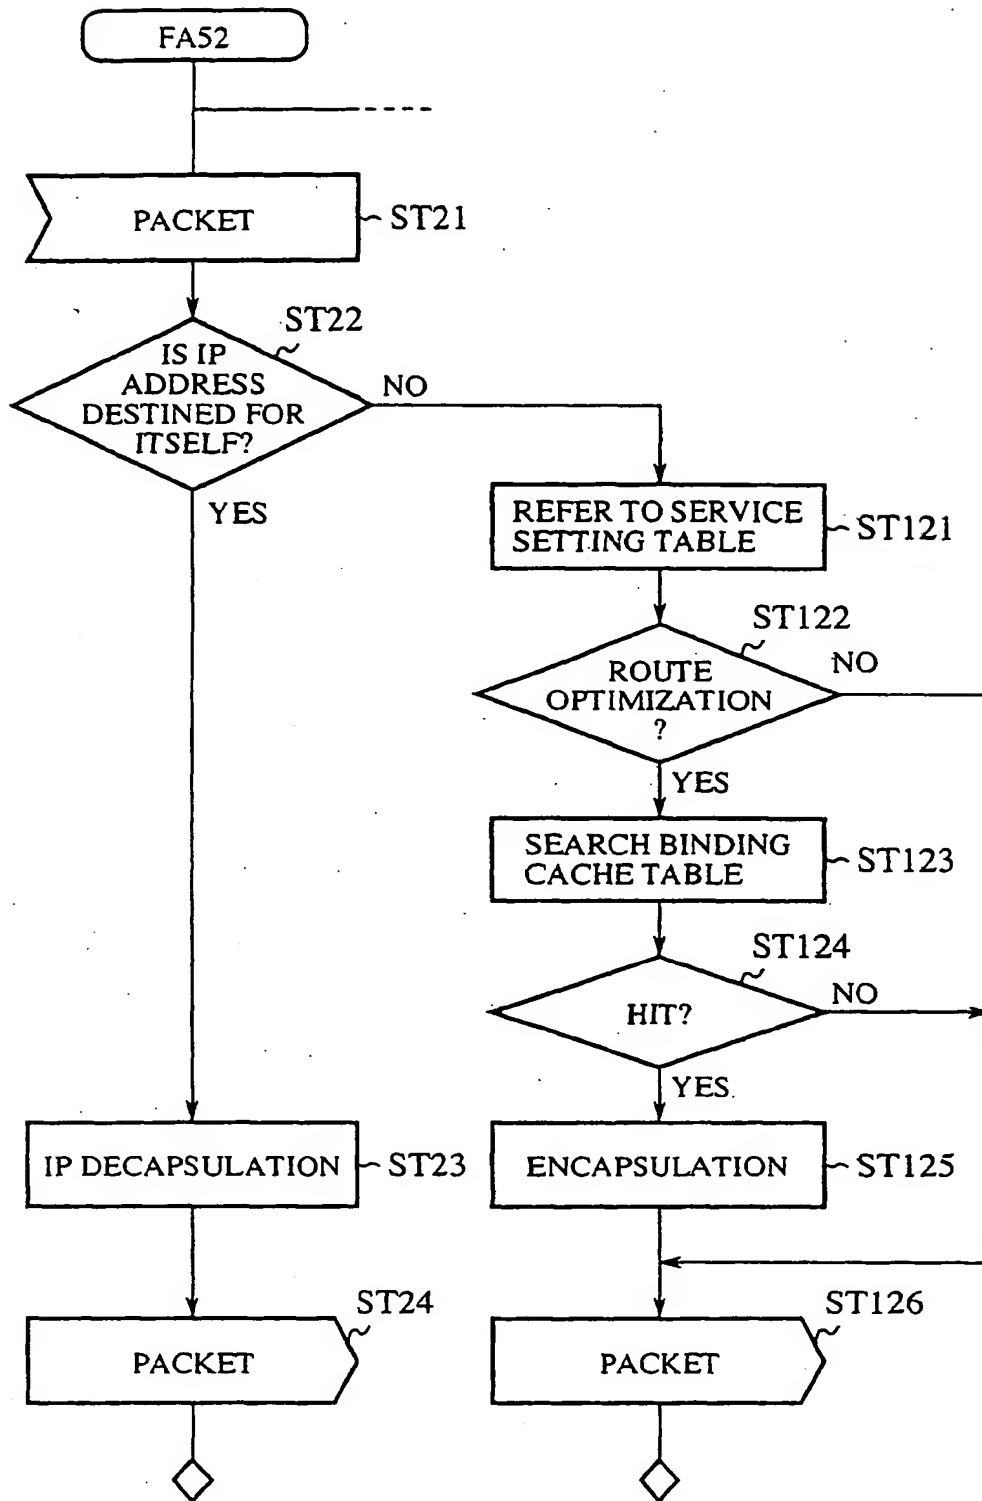 FA52
PACKET
ST21
ST22
IS IP
ADDRESS
DESTINED FOR
ITSELF?
NO
YES
REFER TO SERVICE
SETTING TABLE
ST121
ST122
ROUTE
OPTIMIZATION
?
NO
YES
SEARCH BINDING
CACHE TABLE
ST123
ST124
HIT?
NO
YES
IP DECAPSULATION
ST23
ENCAPSULATION
ST125
ST24
PACKET
ST126
PACKET